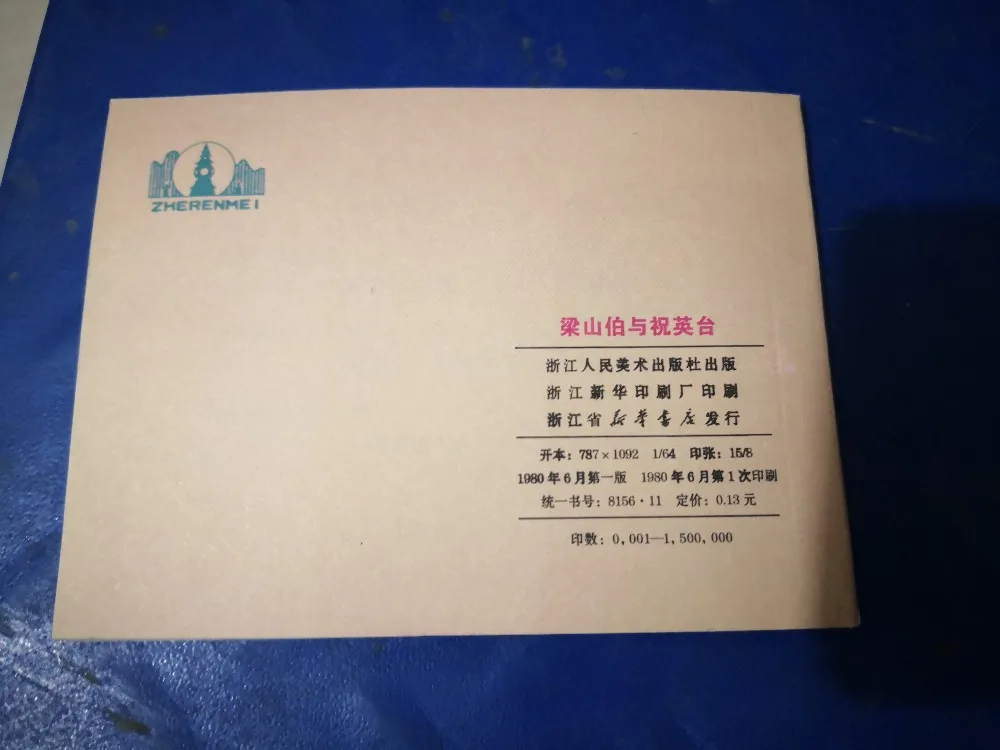 ZHERENMEI
梁山伯与祝英台
浙江人民美术出版社出版
浙江新华印刷厂印刷
浙江省新华书店发行
开本：787×1092 1/64 印张：15/8
1980年6月第一版 1980年6月第1次印刷
统一书号：8156·11 定价：0.13元
印数：0,001—1,500,000